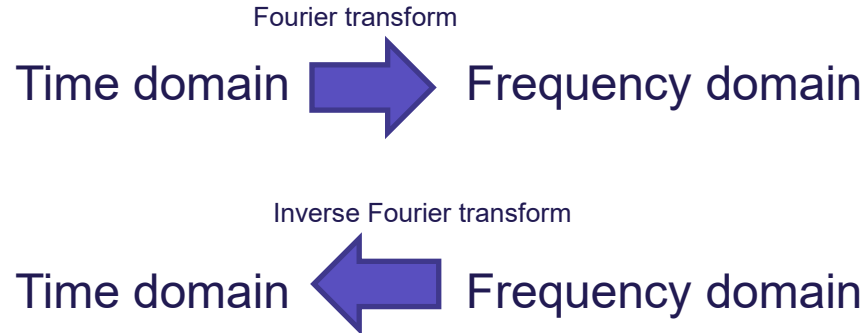 Fourier transform
Time domain Frequency domain
Inverse Fourier transform
Time domain Frequency domain